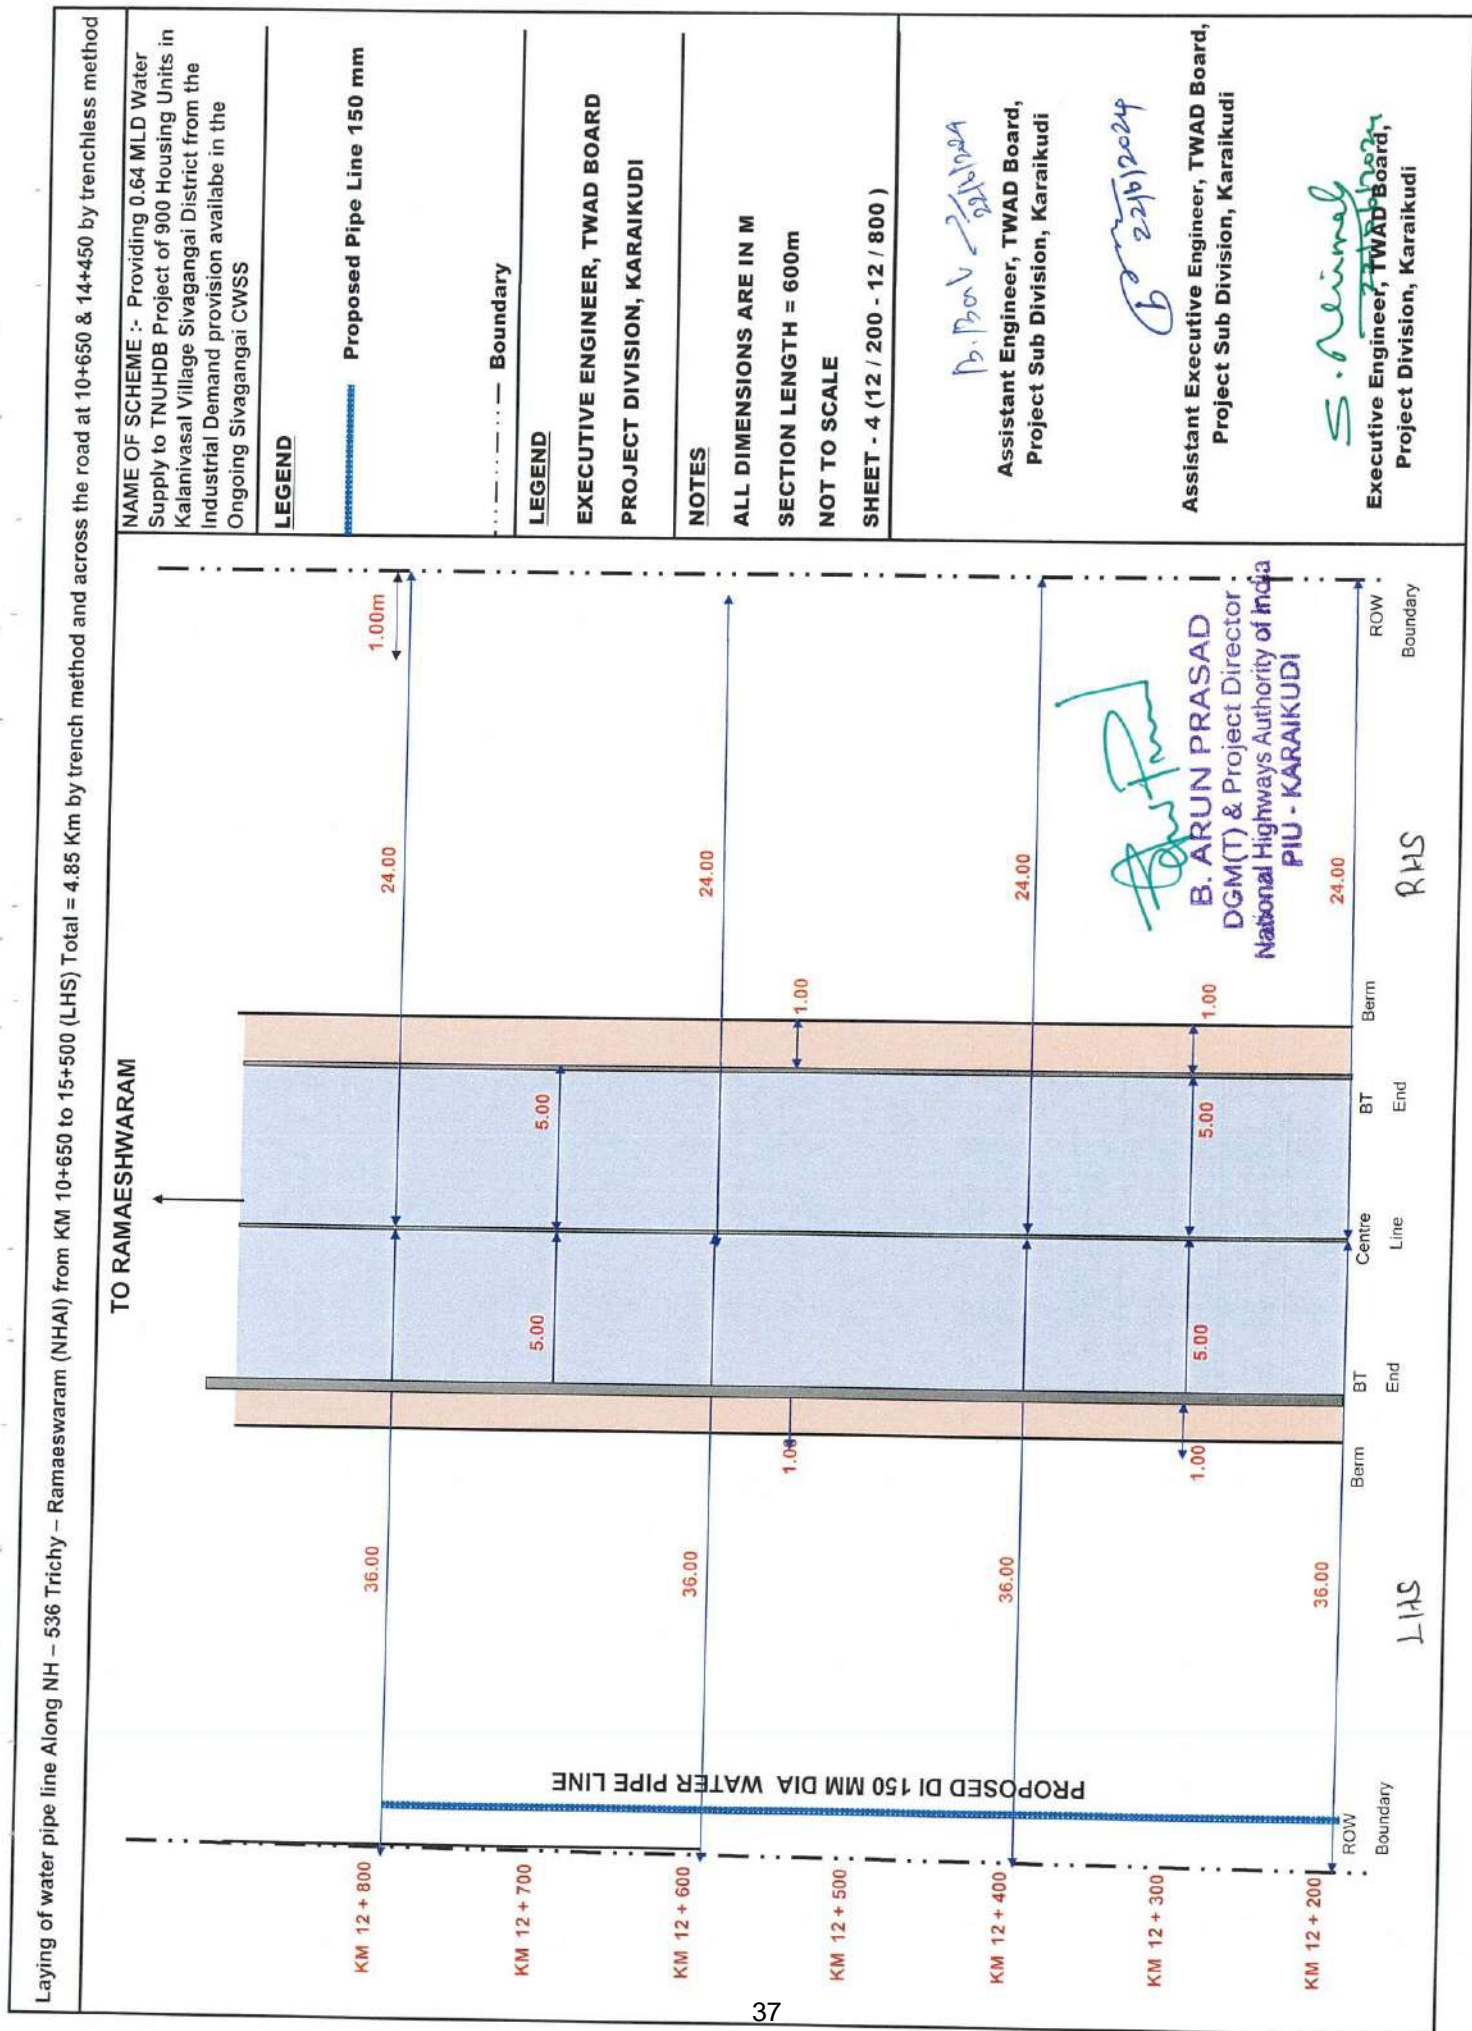 Laying of water pipe line Along NH – 536 Trichy – Ramaeswaram (NHAI) from KM 10+650 to 15+500 (LHS) Total = 4.85 Km by trench method and across the road at 10+650 & 14+450 by trenchless method
TO RAMAESHWARAM
KM 12 + 800
36.00
24.00
1.00m
KM 12 + 700
5.00
5.00
KM 12 + 600
36.00
24.00
1.00
1.00
KM 12 + 500
PROPOSED DI 150 MM DIA WATER PIPE LINE
KM 12 + 400
36.00
24.00
KM 12 + 300
1.00
5.00
5.00
1.00
KM 12 + 200
36.00
24.00
ROW
Boundary
Berm
BT
End
Centre
Line
BT
End
Berm
ROW
Boundary
LHS
RHS
B. ARUN PRASAD
DGM(T) & Project Director
National Highways Authority of India
PIU - KARAIKUDI
NAME OF SCHEME :- Providing 0.64 MLD Water
Supply to TNUHDB Project of 900 Housing Units in
Kalanivasal Village Sivagangai District from the
Industrial Demand provision availabe in the
Ongoing Sivagangai CWSS
LEGEND
Proposed Pipe Line 150 mm
Boundary
LEGEND
EXECUTIVE ENGINEER, TWAD BOARD
PROJECT DIVISION, KARAIKUDI
NOTES
ALL DIMENSIONS ARE IN M
SECTION LENGTH = 600m
NOT TO SCALE
SHEET - 4 (12 / 200 - 12 / 800 )
22/6/2024
Assistant Engineer, TWAD Board,
Project Sub Division, Karaikudi
22/6/2024
Assistant Executive Engineer, TWAD Board,
Project Sub Division, Karaikudi
Executive Engineer, TWAD Board,
Project Division, Karaikudi
37